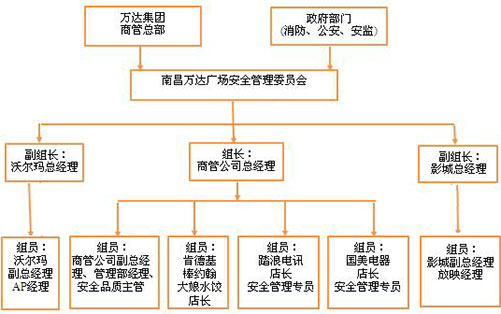 万达集团
商管总部
政府部门
(消防、公安、安监)
南昌万达广场安全管理委员会
副组长：
沃尔玛总经理
组长：
商管公司总经理
副组长：
影城总经理
组员：
沃尔玛
副总经理
AP经理
组员：
商管公司副总经
理、管理部经理、
安全品质主管
组员：
肯德基
棒约翰
大娘水饺
店长
组员：
踏浪电讯
店长
安全管理专员
组员：
国美电器
店长
安全管理专员
组员：
影城副总经理
放映经理